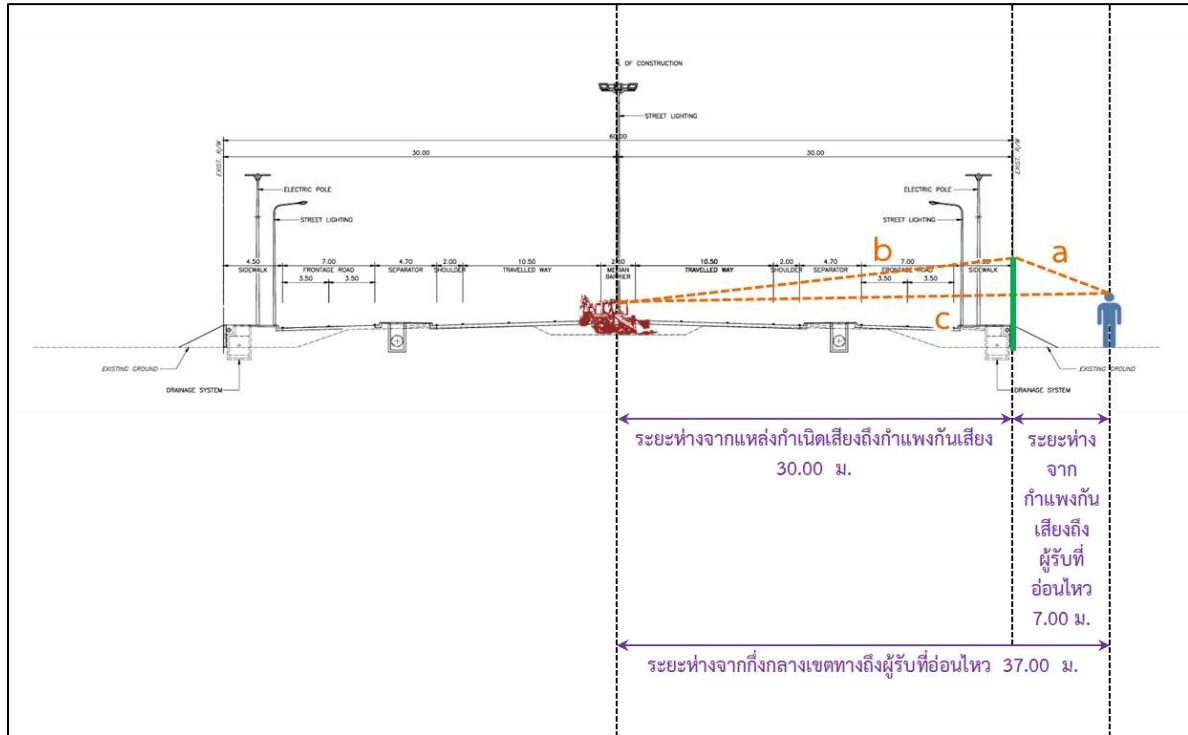 OF CONSTRUCTION
STREET LIGHTING
60.00
30.00 30.00
EXIST. R/W EXIST. R/W
ELECTRIC POLE ELECTRIC POLE
STREET LIGHTING STREET LIGHTING
b a
4.50 7.00 4.70 2.00 10.50 10.50 2.00 4.70 7.00
SIDEWALK FRONTAGE ROAD SEPARATOR SHOULDER TRAVELLED WAY BARRIER TRAVELLED WAY SHOULDER SEPARATOR FRONTAGE ROAD SIDEWALK
3.50 3.50 3.50 3.50
c
EXISTING GROUND EXISTING GROUND
DRAINAGE SYSTEM DRAINAGE SYSTEM
ระยะห่างจากแหล่งกำเนิดเสียงถึงกำแพงกันเสียง
30.00 ม.
ระยะห่าง
จาก
กำแพงกัน
เสียงถึง
ผู้รับที่
อ่อนไหว
7.00 ม.
ระยะห่างจากกึ่งกลางเขตทางถึงผู้รับที่อ่อนไหว 37.00 ม.